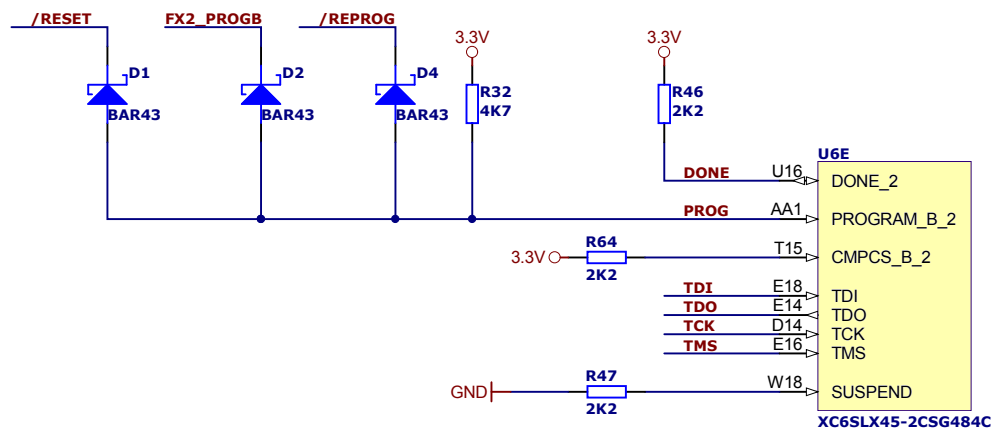 /RESET FX2_PROGB /REPROG
3.3V 3.3V
D1 D2 D4
BAR43 BAR43 BAR43
R32 R46
4K7 2K2
U6E
DONE U16 DONE_2
PROG AA1 PROGRAM_B_2
R64
3.3V T15 CMPCS_B_2
2K2
TDI E18 TDI
TDO E14 TDO
TCK D14 TCK
TMS E16 TMS
R47
GND W18 SUSPEND
2K2
XC6SLX45-2CSG484C